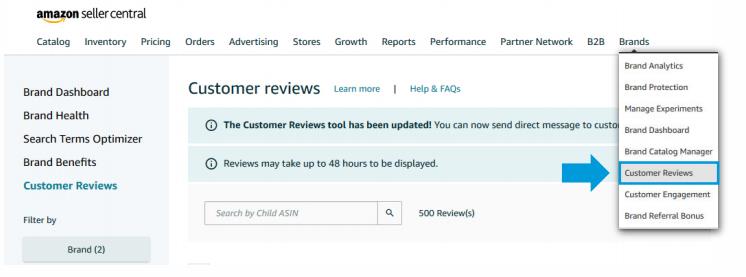 amazon seller central
Catalog Inventory Pricing Orders Advertising Stores Growth Reports Performance Partner Network B2B Brands
Brand Analytics
Brand Protection
Manage Experiments
Brand Dashboard
Brand Catalog Manager
Customer Reviews
Customer Engagement
Brand Referral Bonus
Brand Dashboard
Brand Health
Search Terms Optimizer
Brand Benefits
Customer Reviews
Filter by
Brand (2)
Customer reviews Learn more | Help & FAQs
The Customer Reviews tool has been updated! You can now send direct message to custo
Reviews may take up to 48 hours to be displayed.
Search by Child ASIN 500 Review(s)